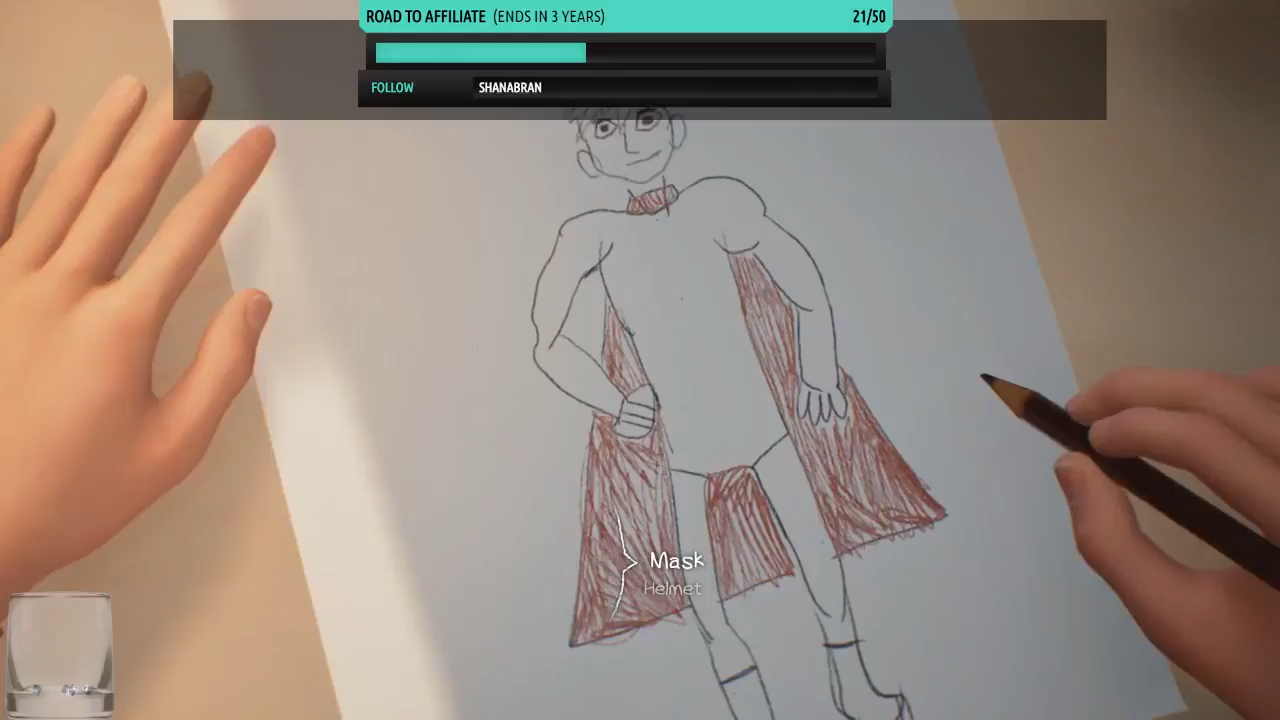 ROAD TO AFFILIATE (ENDS IN 3 YEARS) 21/50
FOLLOW SHANABRAN
Mask
Helmet